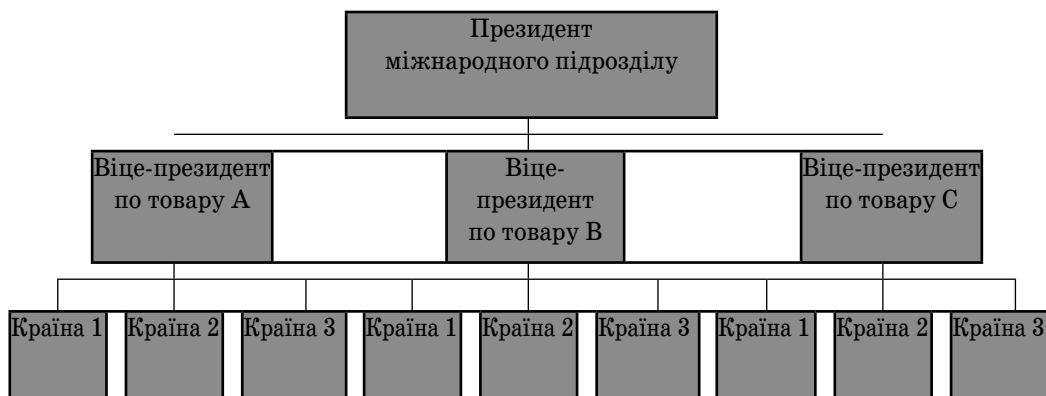 Президент
міжнародного підрозділу
Віце-президент
по товару А
Віце-
президент
по товару В
Віце-президент
по товару С
Країна 1
Країна 2
Країна 3
Країна 1
Країна 2
Країна 3
Країна 1
Країна 2
Країна 3